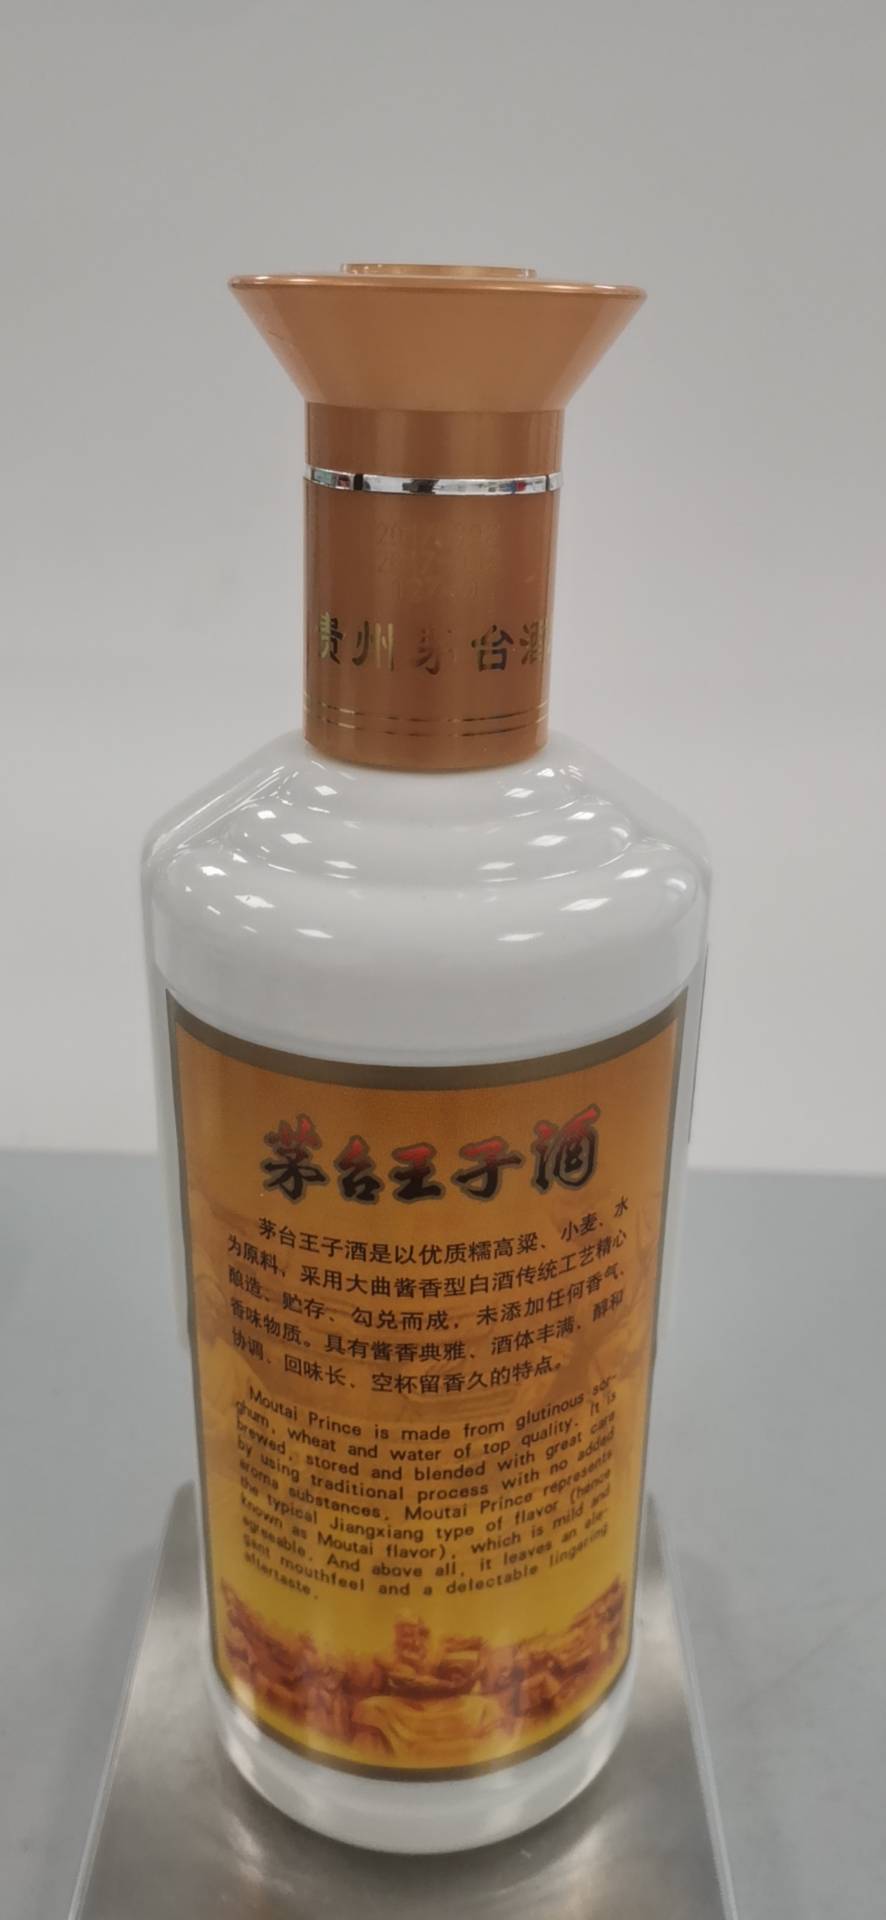 贵州茅台酒
茅台王子酒
茅台王子酒是以优质糯高粱、小麦、水
为原料，采用大曲酱香型白酒传统工艺精心
酿造、贮存、勾兑而成，未添加任何香气、
香味物质。具有酱香典雅、酒体丰满、醇和
协调、回味长、空杯留香久的特点。
Moutai Prince is made from glutinous sor-
ghum, wheat and water of top quality. It is
brewed, stored and blended with great care
by using traditional process with no added
aroma substances. Moutai Prince represents
the typical Jiangxiang type of flavor (hence
known as Moutai flavor), which is mild and
agreeable. And above all, it leaves an ele-
gant mouthfeel and a delectable lingering
aftertaste.